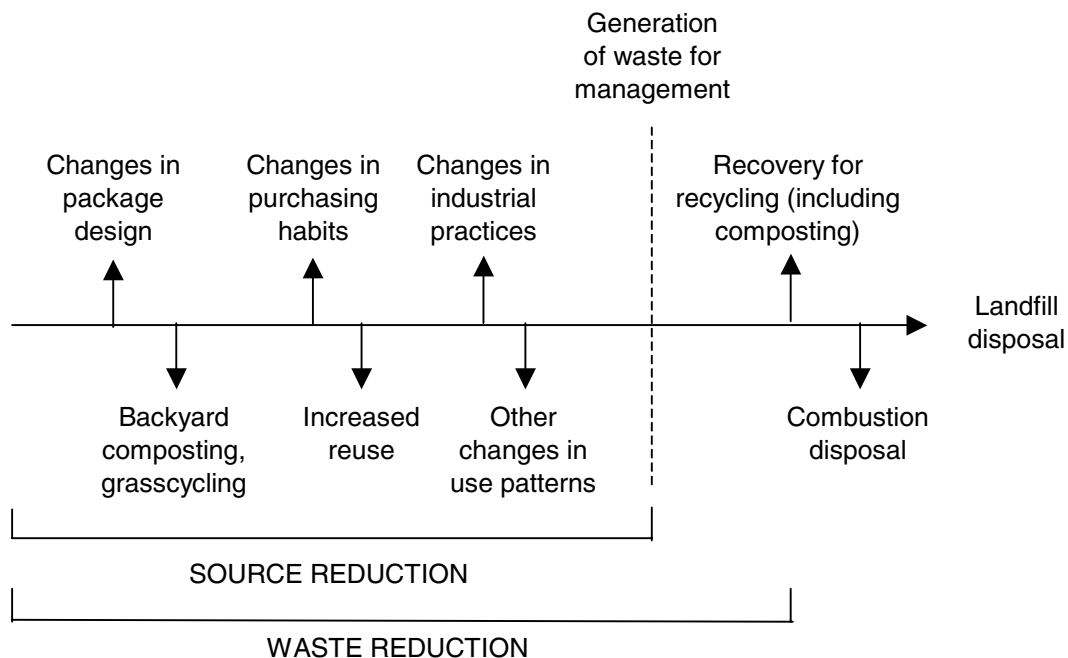 Generation
of waste for
management
Changes in
package
design
Changes in
purchasing
habits
Changes in
industrial
practices
Recovery for
recycling (including
composting)
Landfill
disposal
Backyard
composting,
grasscycling
Increased
reuse
Other
changes in
use patterns
Combustion
disposal
SOURCE REDUCTION
WASTE REDUCTION